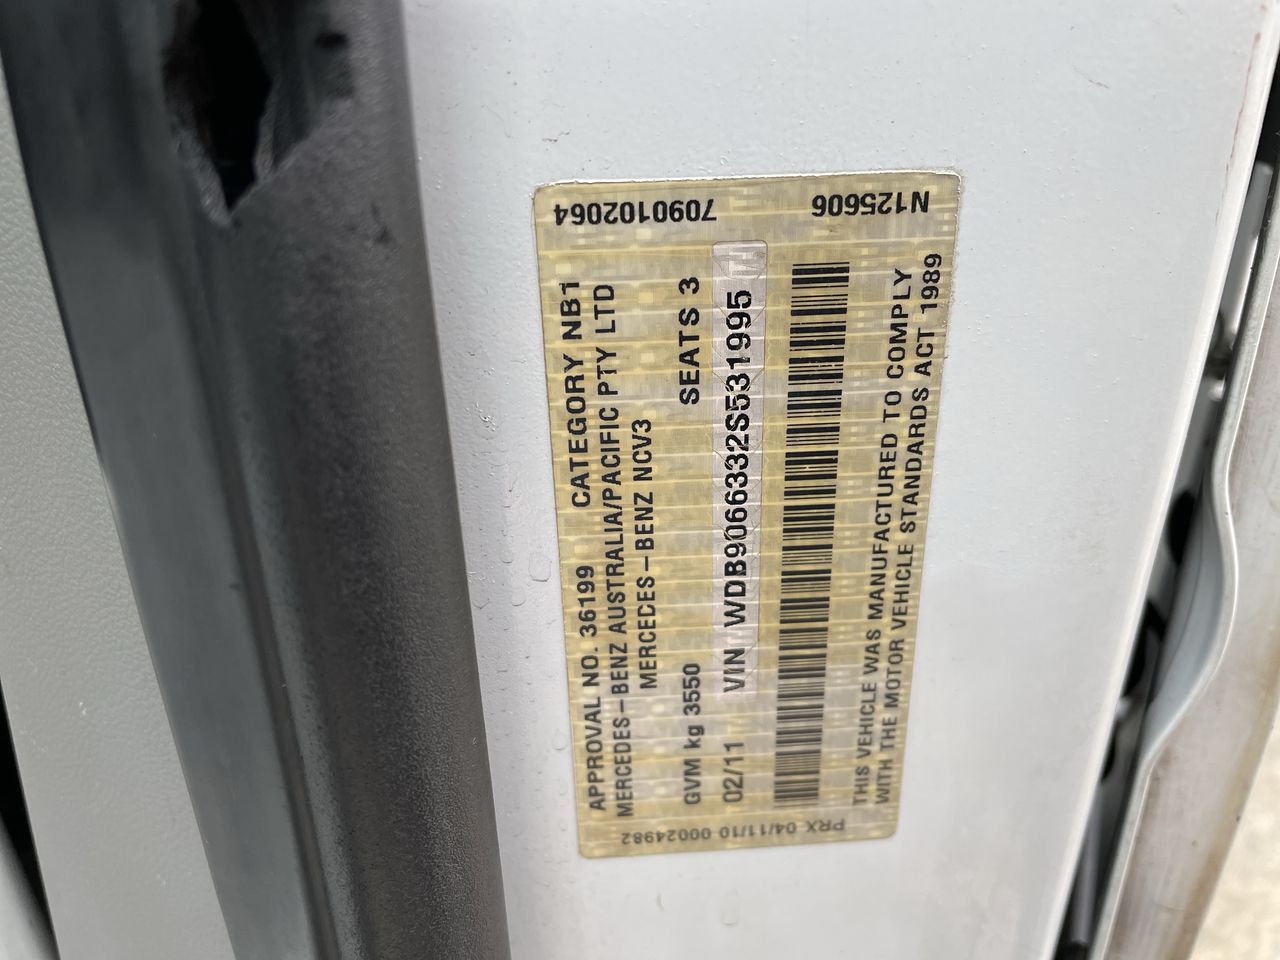 APPROVAL NO. 36199 CATEGORY NB1
MERCEDES-BENZ AUSTRALIA/PACIFIC PTY LTD
MERCEDES-BENZ NCV3
GVM kg 3550 SEATS 3
02/11 VIN WDB9066332S531995
THIS VEHICLE WAS MANUFACTURED TO COMPLY
WITH THE MOTOR VEHICLE STANDARDS ACT 1989
N125606 7090102064
PRX 04/11/10 00024982